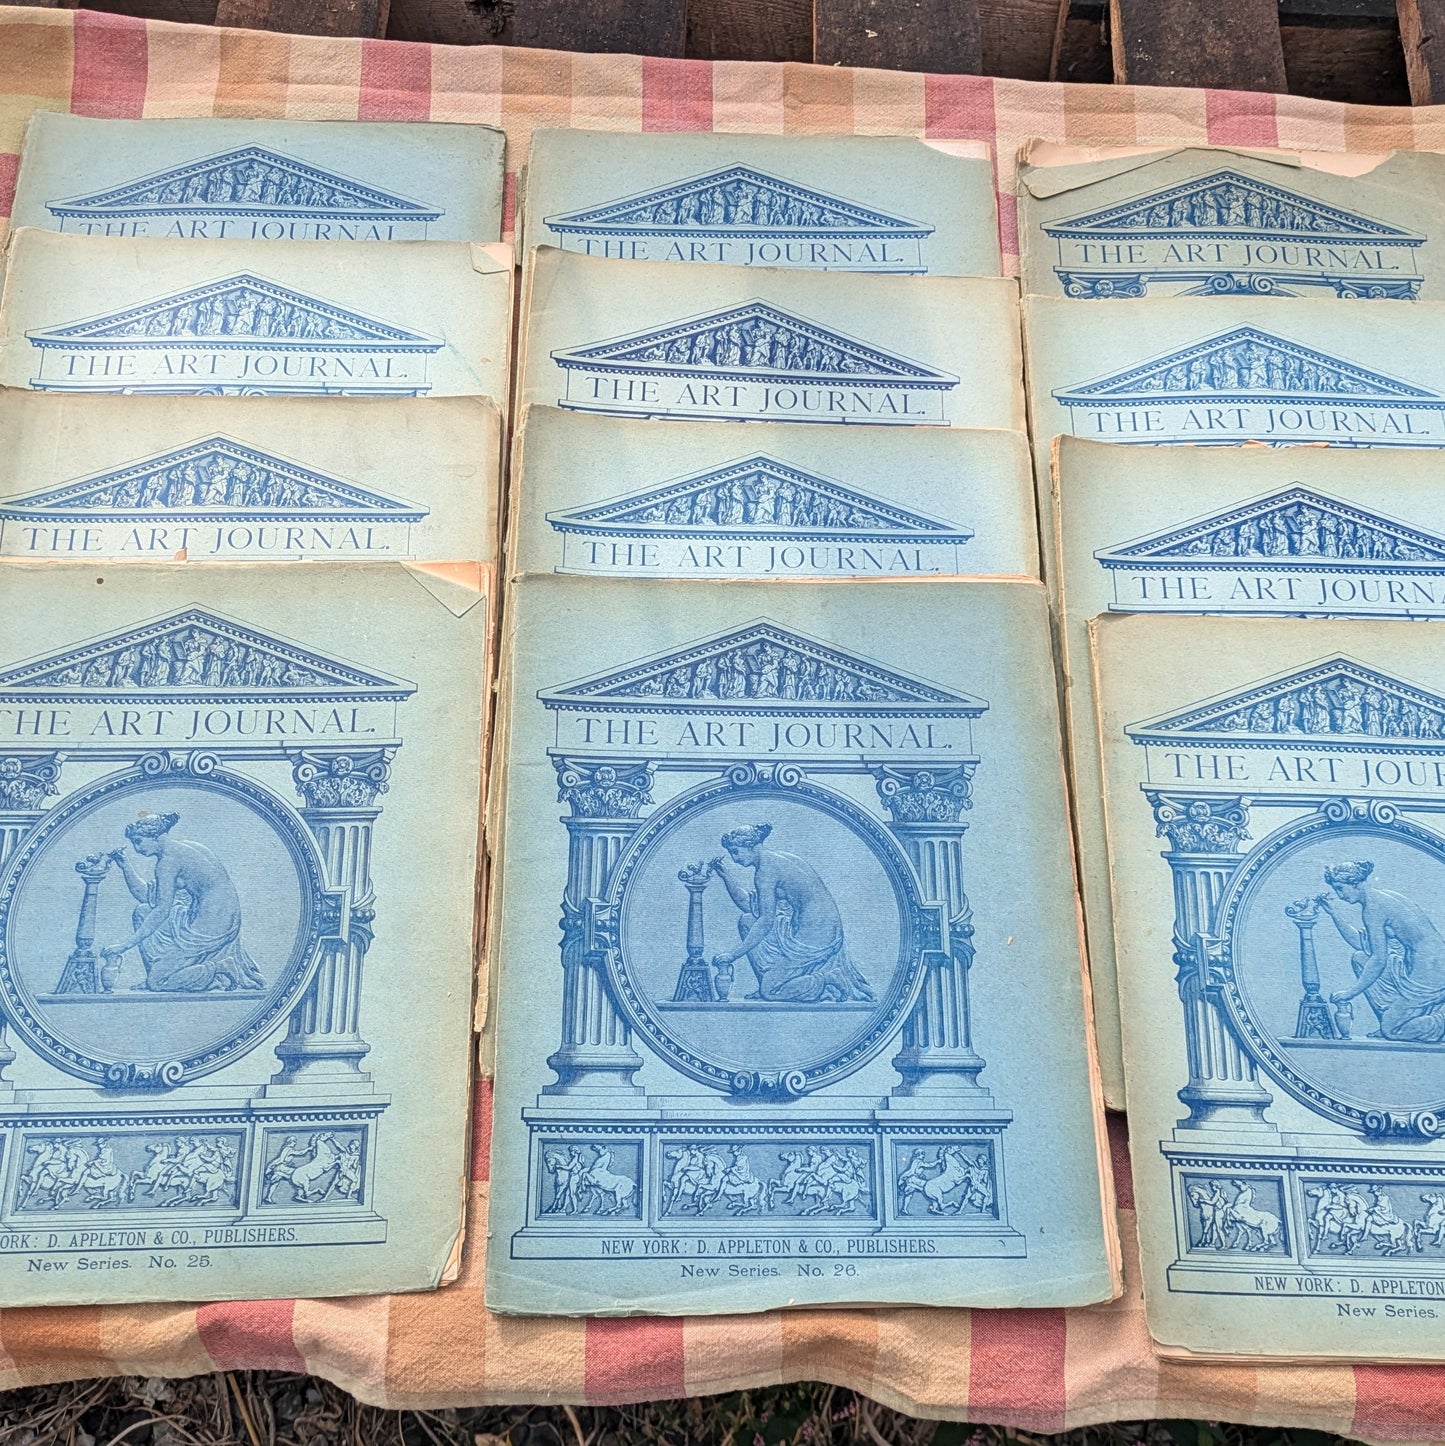 THE ART JOURNAL.
THE ART JOURNAL.
THE ART JOURNAL.
THE ART JOURNAL.
THE ART JOURNAL.
THE ART JOURNAL.
THE ART JOURNAL.
THE ART JOURNAL.
THE ART JOURNA
THE ART JOURNAL.
ORK: D. APPLETON & CO., PUBLISHERS.
New Series. No. 25.
THE ART JOURNAL.
NEW YORK: D. APPLETON & CO., PUBLISHERS.
New Series. No. 26.
THE ART JOUR
NEW YORK: D. APPLETON
New Series.